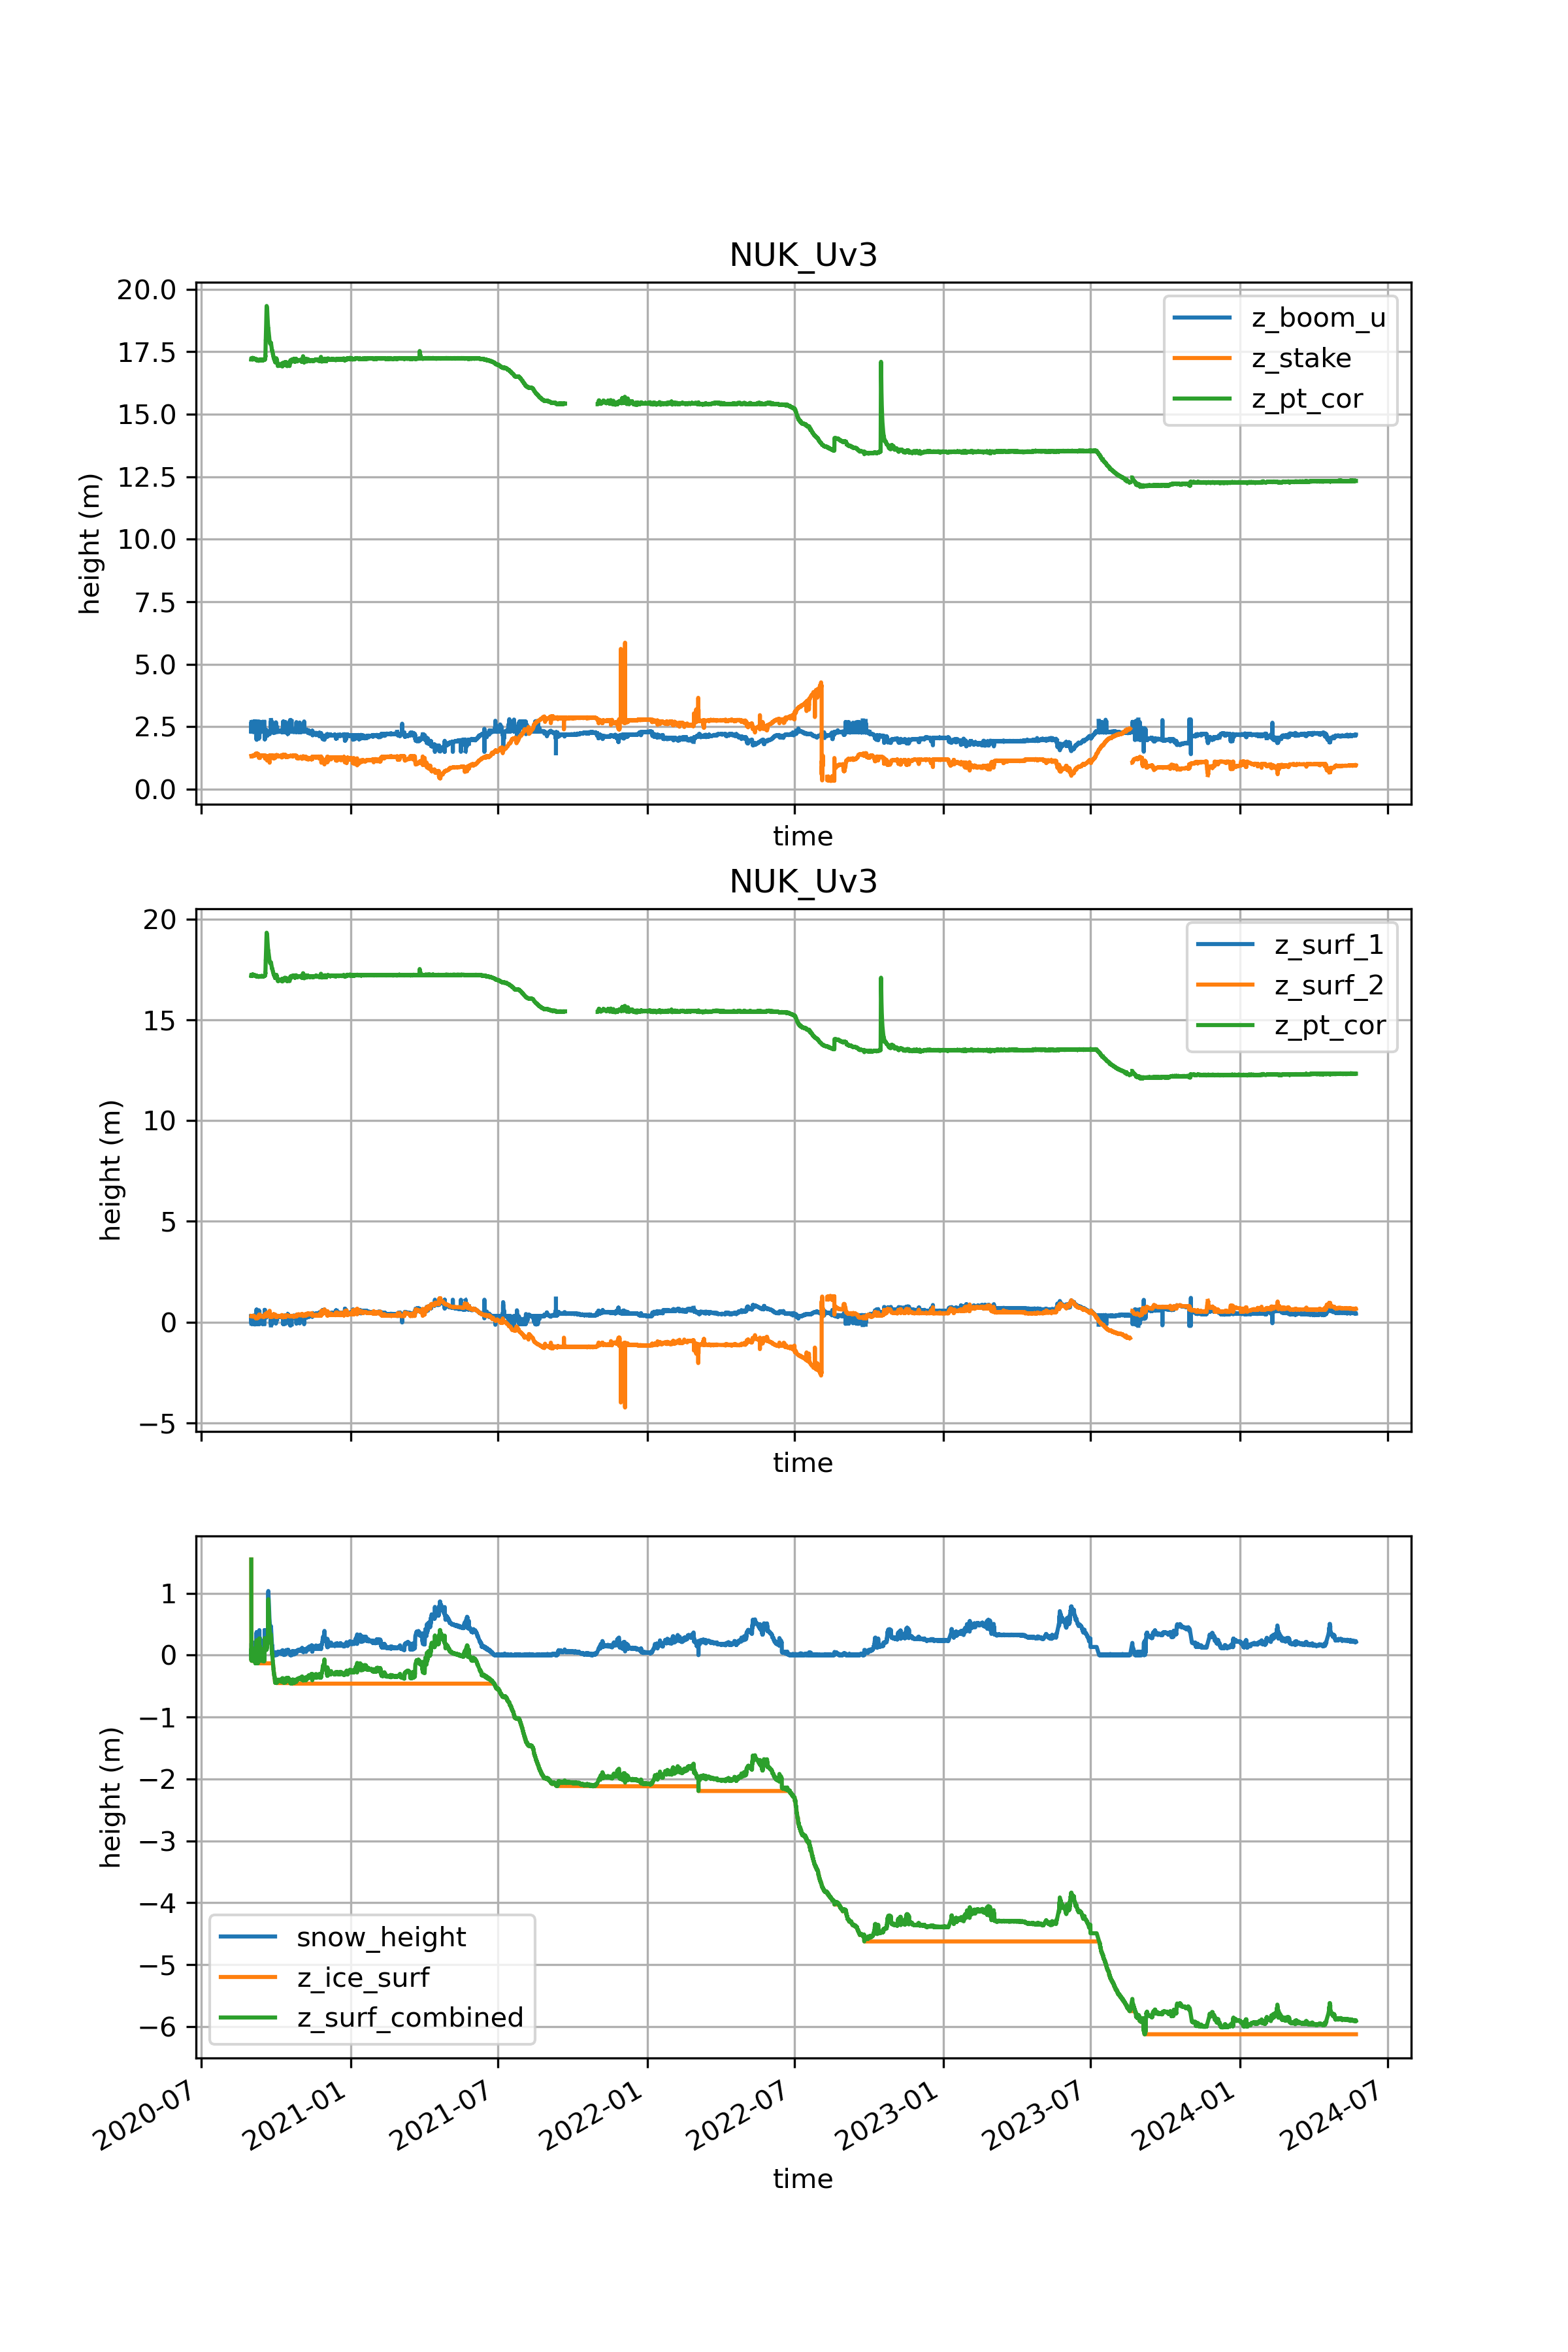 NUK_Uv3
20.0
17.5
15.0
12.5
10.0
7.5
5.0
2.5
0.0
height (m)
z_boom_u
z_stake
z_pt_cor
time
NUK_Uv3
20
15
10
5
0
−5
height (m)
z_surf_1
z_surf_2
z_pt_cor
time
1
0
−1
−2
−3
−4
−5
−6
height (m)
snow_height
z_ice_surf
z_surf_combined
2020-07
2021-01
2021-07
2022-01
2022-07
2023-01
2023-07
2024-01
2024-07
time